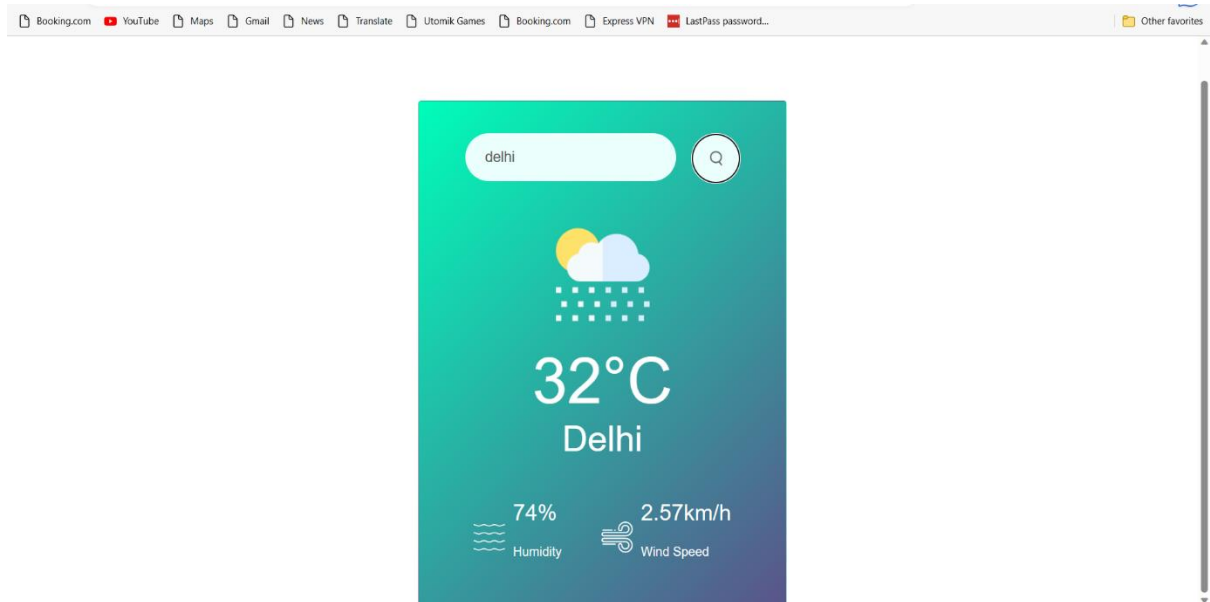 Booking.com YouTube Maps Gmail News Translate Utomik Games Booking.com Express VPN LastPass password... Other favorites
delhi
32°C
Delhi
74% 2.57km/h
Humidity Wind Speed